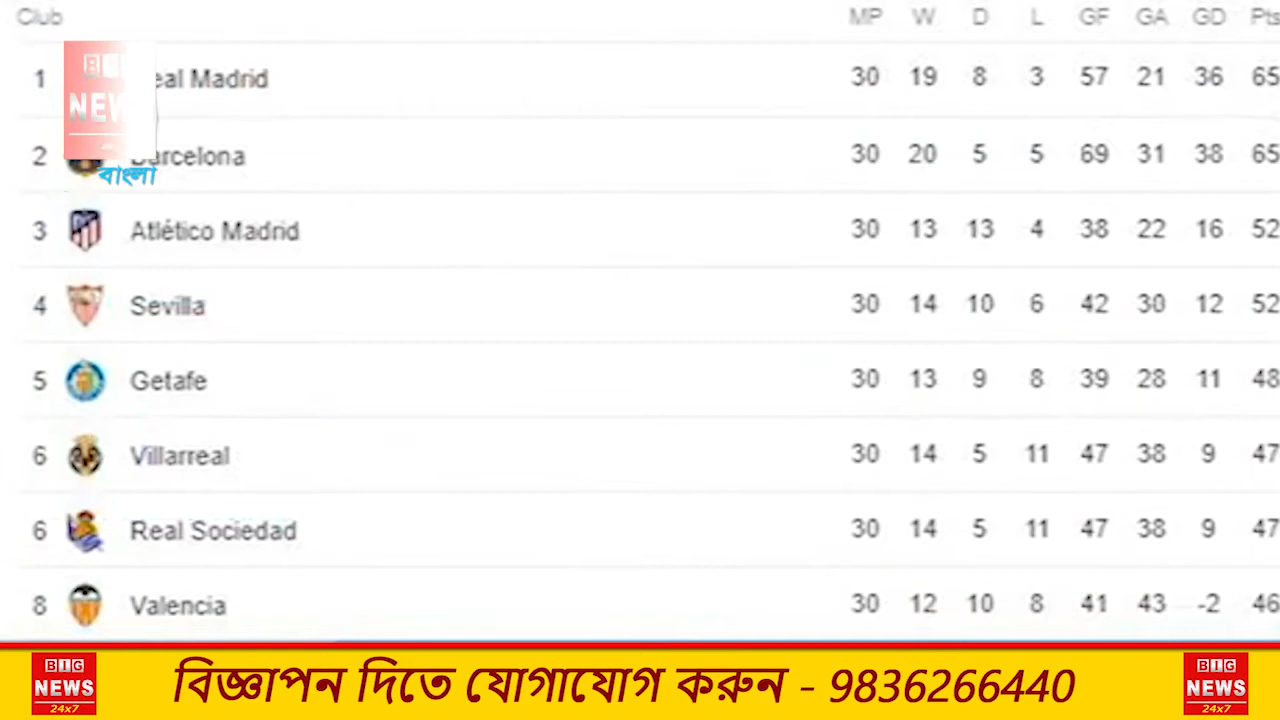 Club MP W D L GF GA GD Pts
1 Real Madrid 30 19 8 3 57 21 36 65
2 Barcelona 30 20 5 5 69 31 38 65
3 Atlético Madrid 30 13 13 4 38 22 16 52
4 Sevilla 30 14 10 6 42 30 12 52
5 Getafe 30 13 9 8 39 28 11 48
6 Villarreal 30 14 5 11 47 38 9 47
6 Real Sociedad 30 14 5 11 47 38 9 47
8 Valencia 30 12 10 8 41 43 -2 46
BIG
NEWS
বাংলা
BIG
NEWS
24x7
বিজ্ঞাপন দিতে যোগাযোগ করুন - 9836266440
BIG
NEWS
24x7